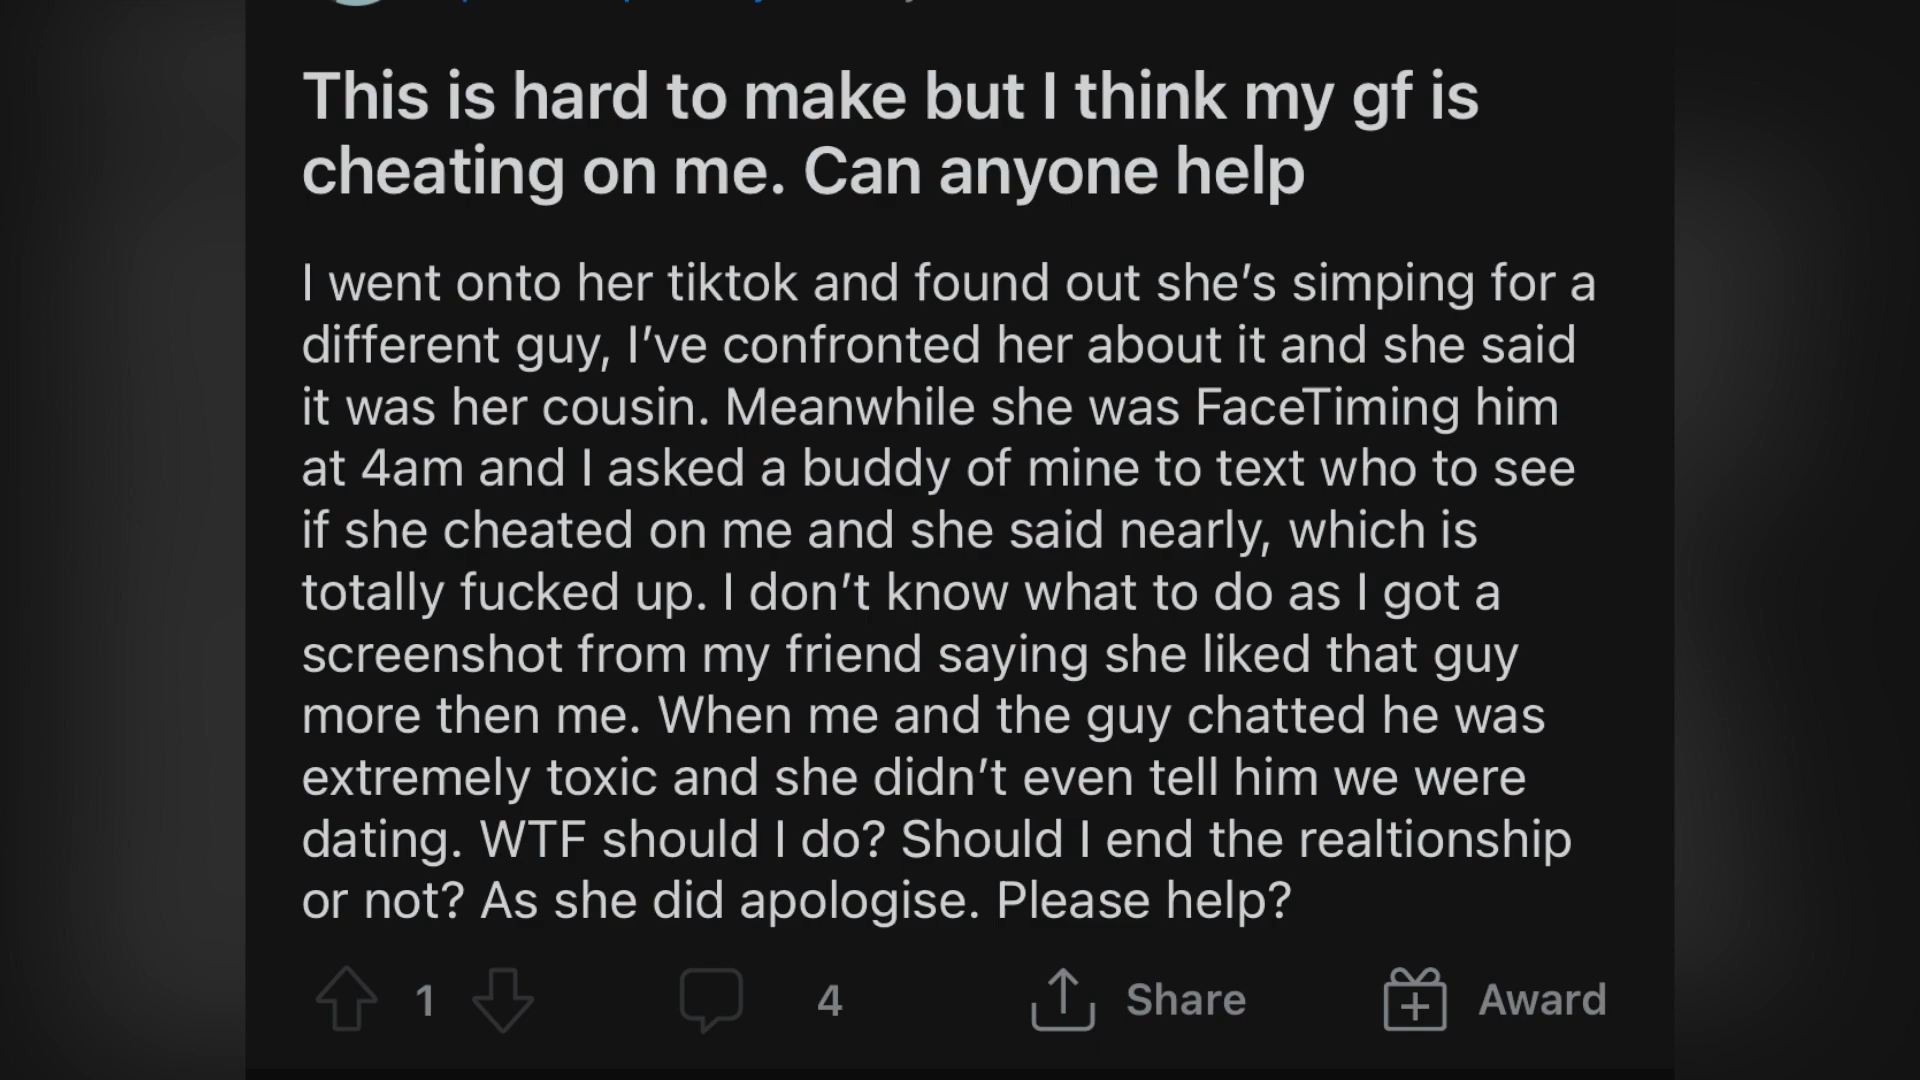 This is hard to make but I think my gf is
cheating on me. Can anyone help
I went onto her tiktok and found out she’s simping for a
different guy, I’ve confronted her about it and she said
it was her cousin. Meanwhile she was FaceTiming him
at 4am and I asked a buddy of mine to text who to see
if she cheated on me and she said nearly, which is
totally fucked up. I don’t know what to do as I got a
screenshot from my friend saying she liked that guy
more then me. When me and the guy chatted he was
extremely toxic and she didn’t even tell him we were
dating. WTF should I do? Should I end the realtionship
or not? As she did apologise. Please help?
1 4 Share Award